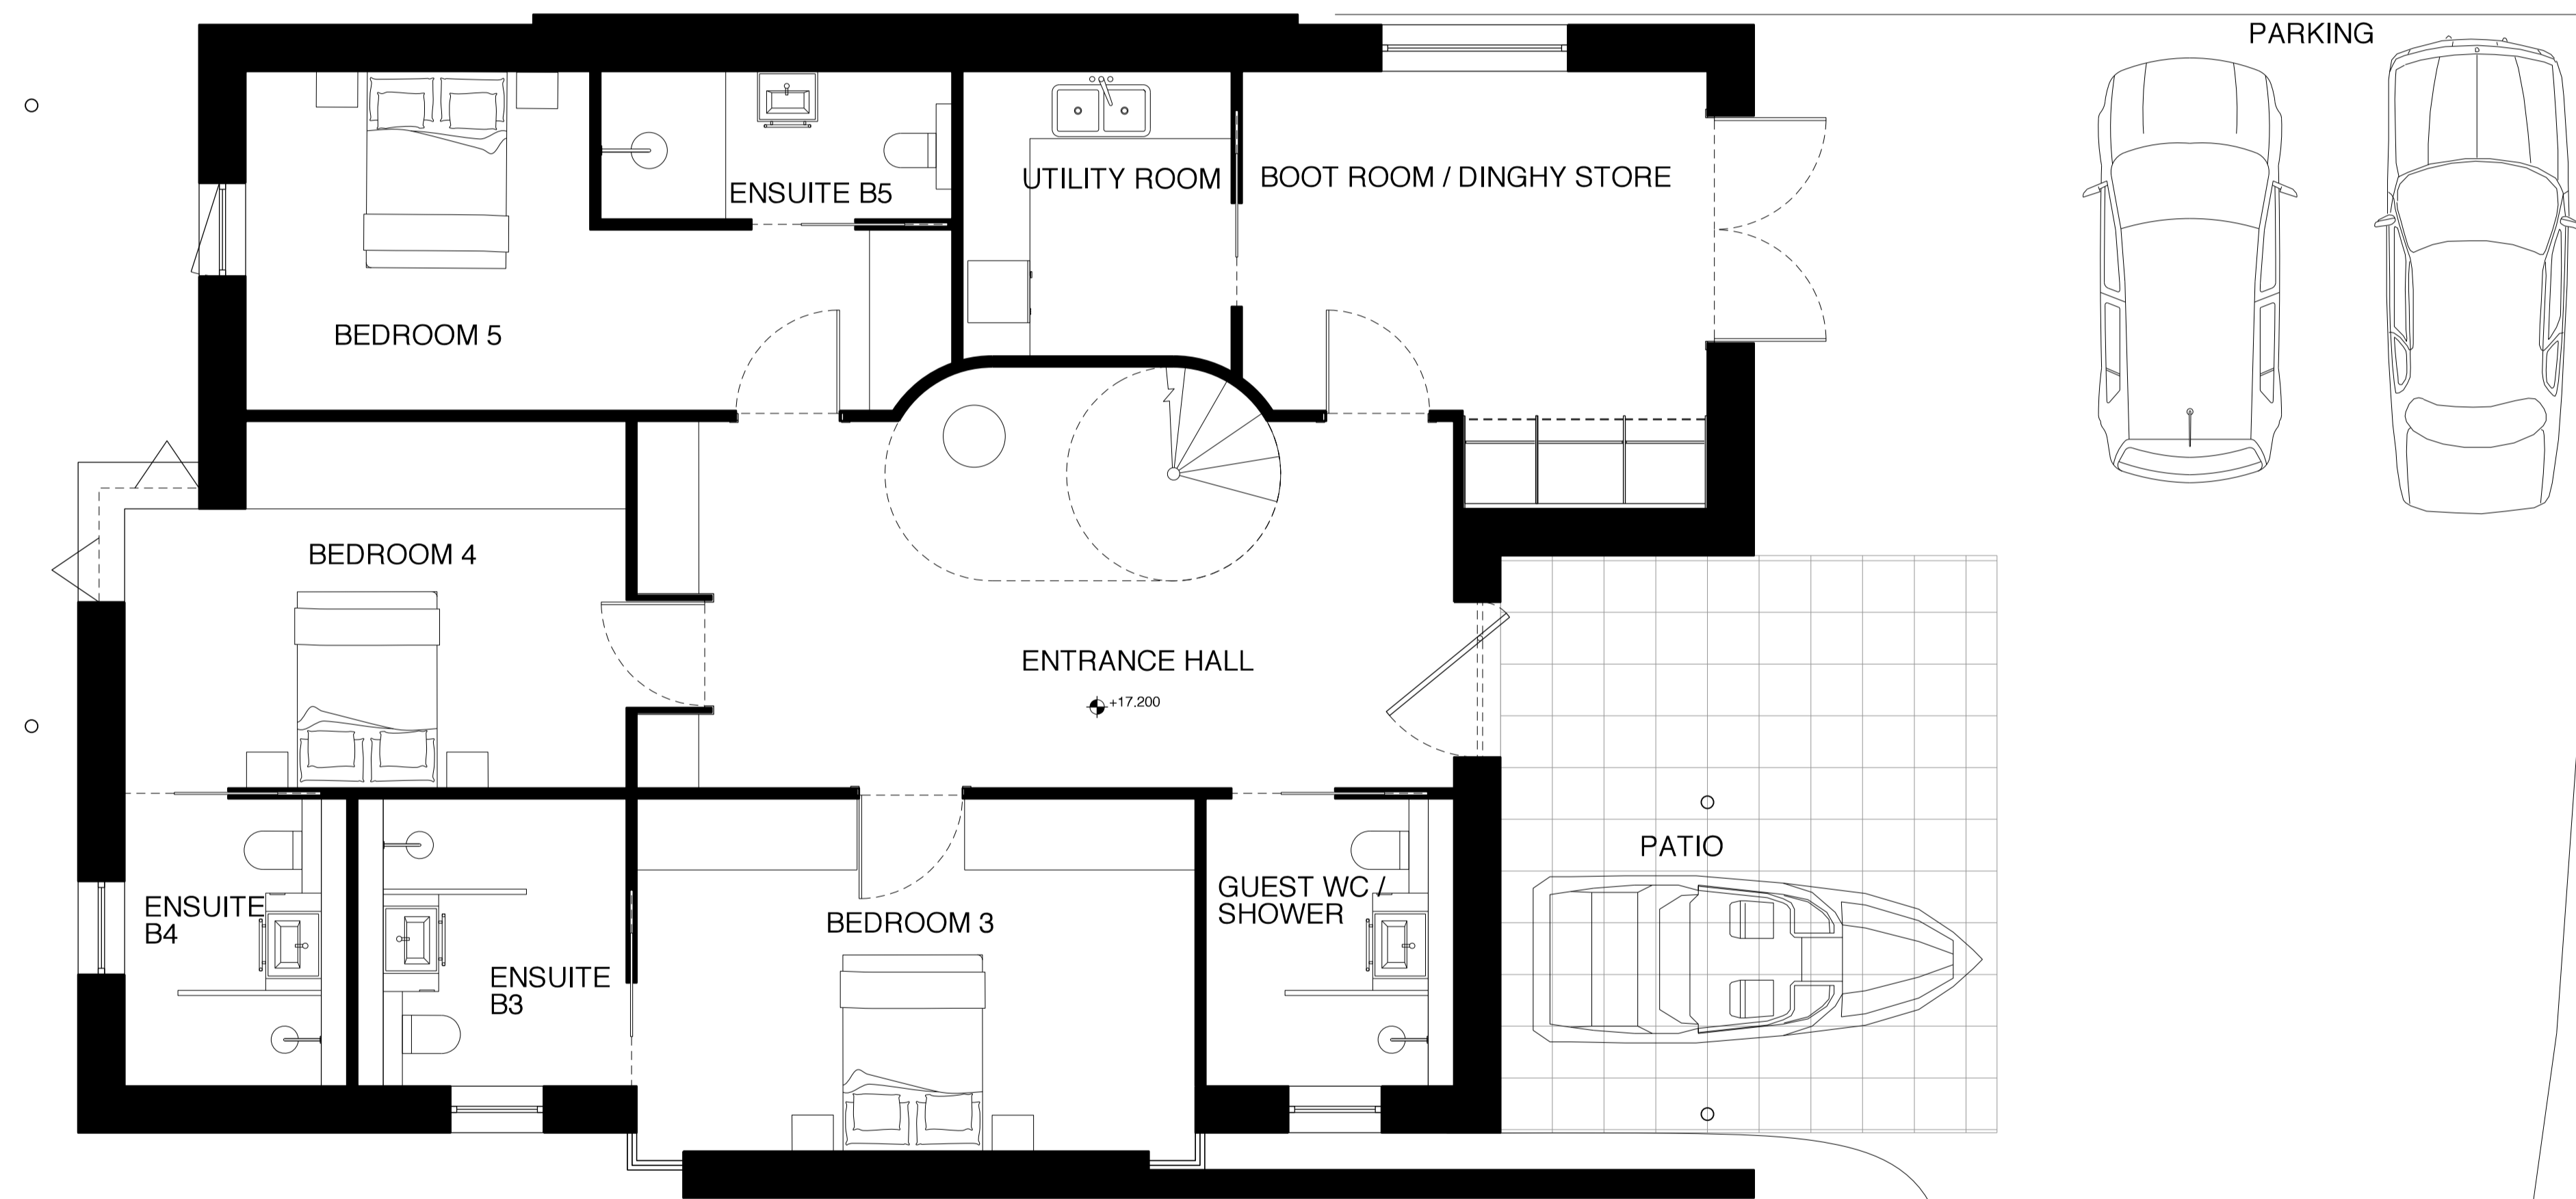 PARKING
ENSUITE B5
UTILITY ROOM
BOOT ROOM / DINGHY STORE
BEDROOM 5
BEDROOM 4
ENTRANCE HALL
+17.200
PATIO
ENSUITE
B4
GUEST WC /
SHOWER
BEDROOM 3
ENSUITE
B3